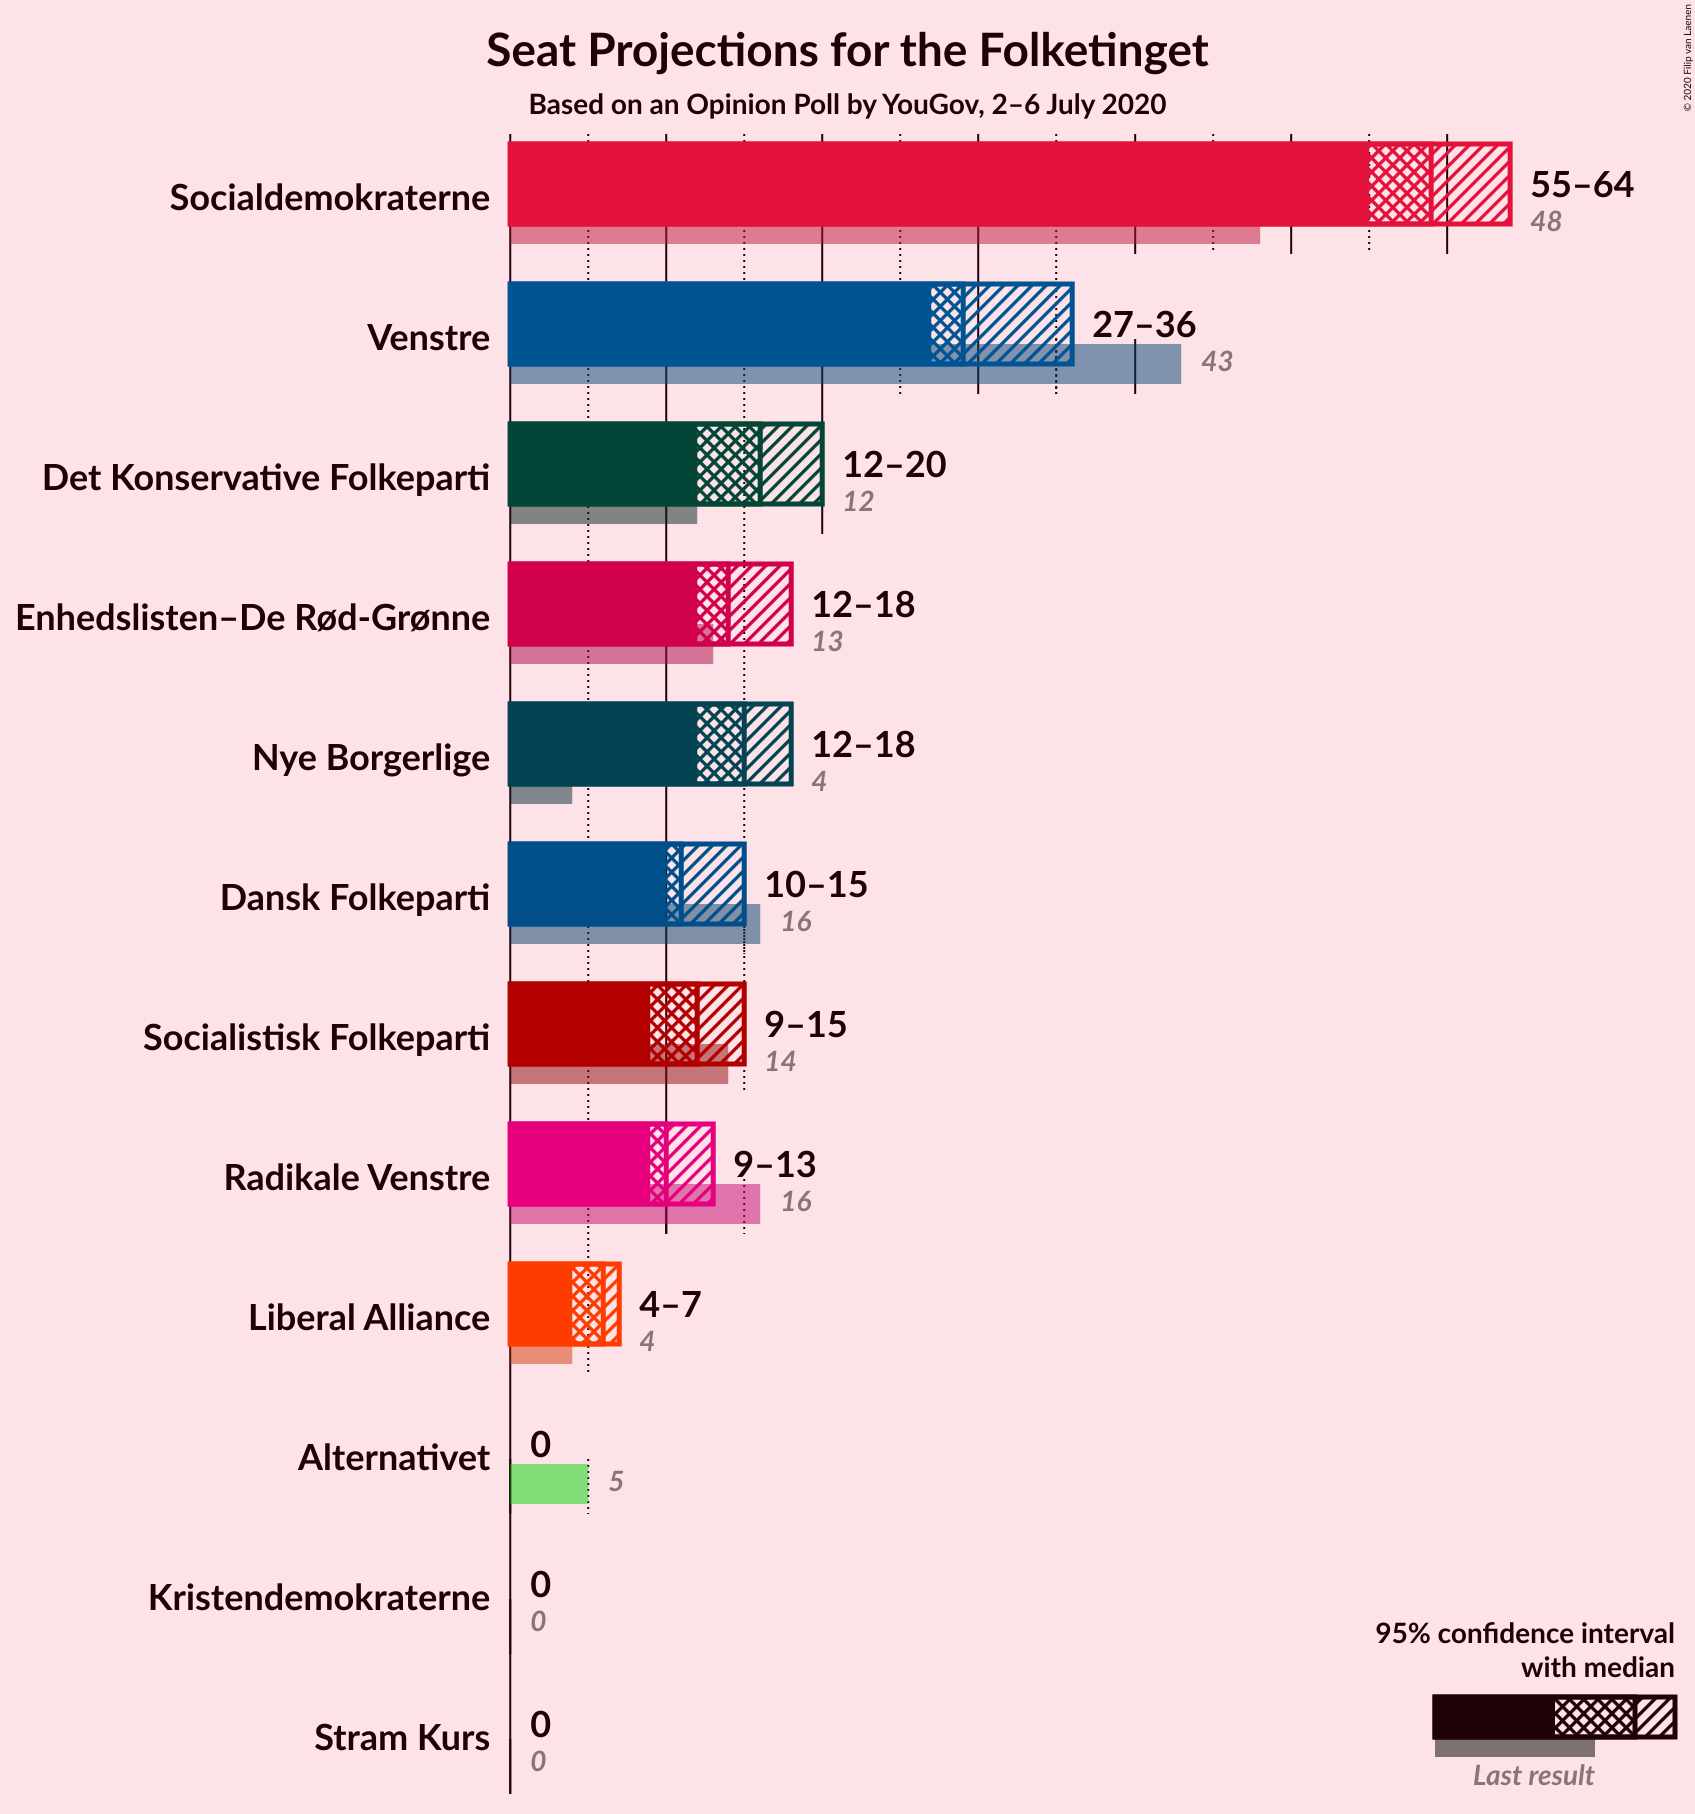 Seat Projections for the Folketinget
Based on an Opinion Poll by YouGov, 2–6 July 2020
© 2020 Filip van Laenen
Socialdemokraterne
55–64
48
Venstre
27–36
43
Det Konservative Folkeparti
12–20
12
Enhedslisten–De Rød-Grønne
12–18
13
Nye Borgerlige
12–18
4
Dansk Folkeparti
10–15
16
Socialistisk Folkeparti
9–15
14
Radikale Venstre
9–13
16
Liberal Alliance
4–7
4
Alternativet
0
5
Kristendemokraterne
0
0
Stram Kurs
0
0
95% confidence interval
with median
Last result